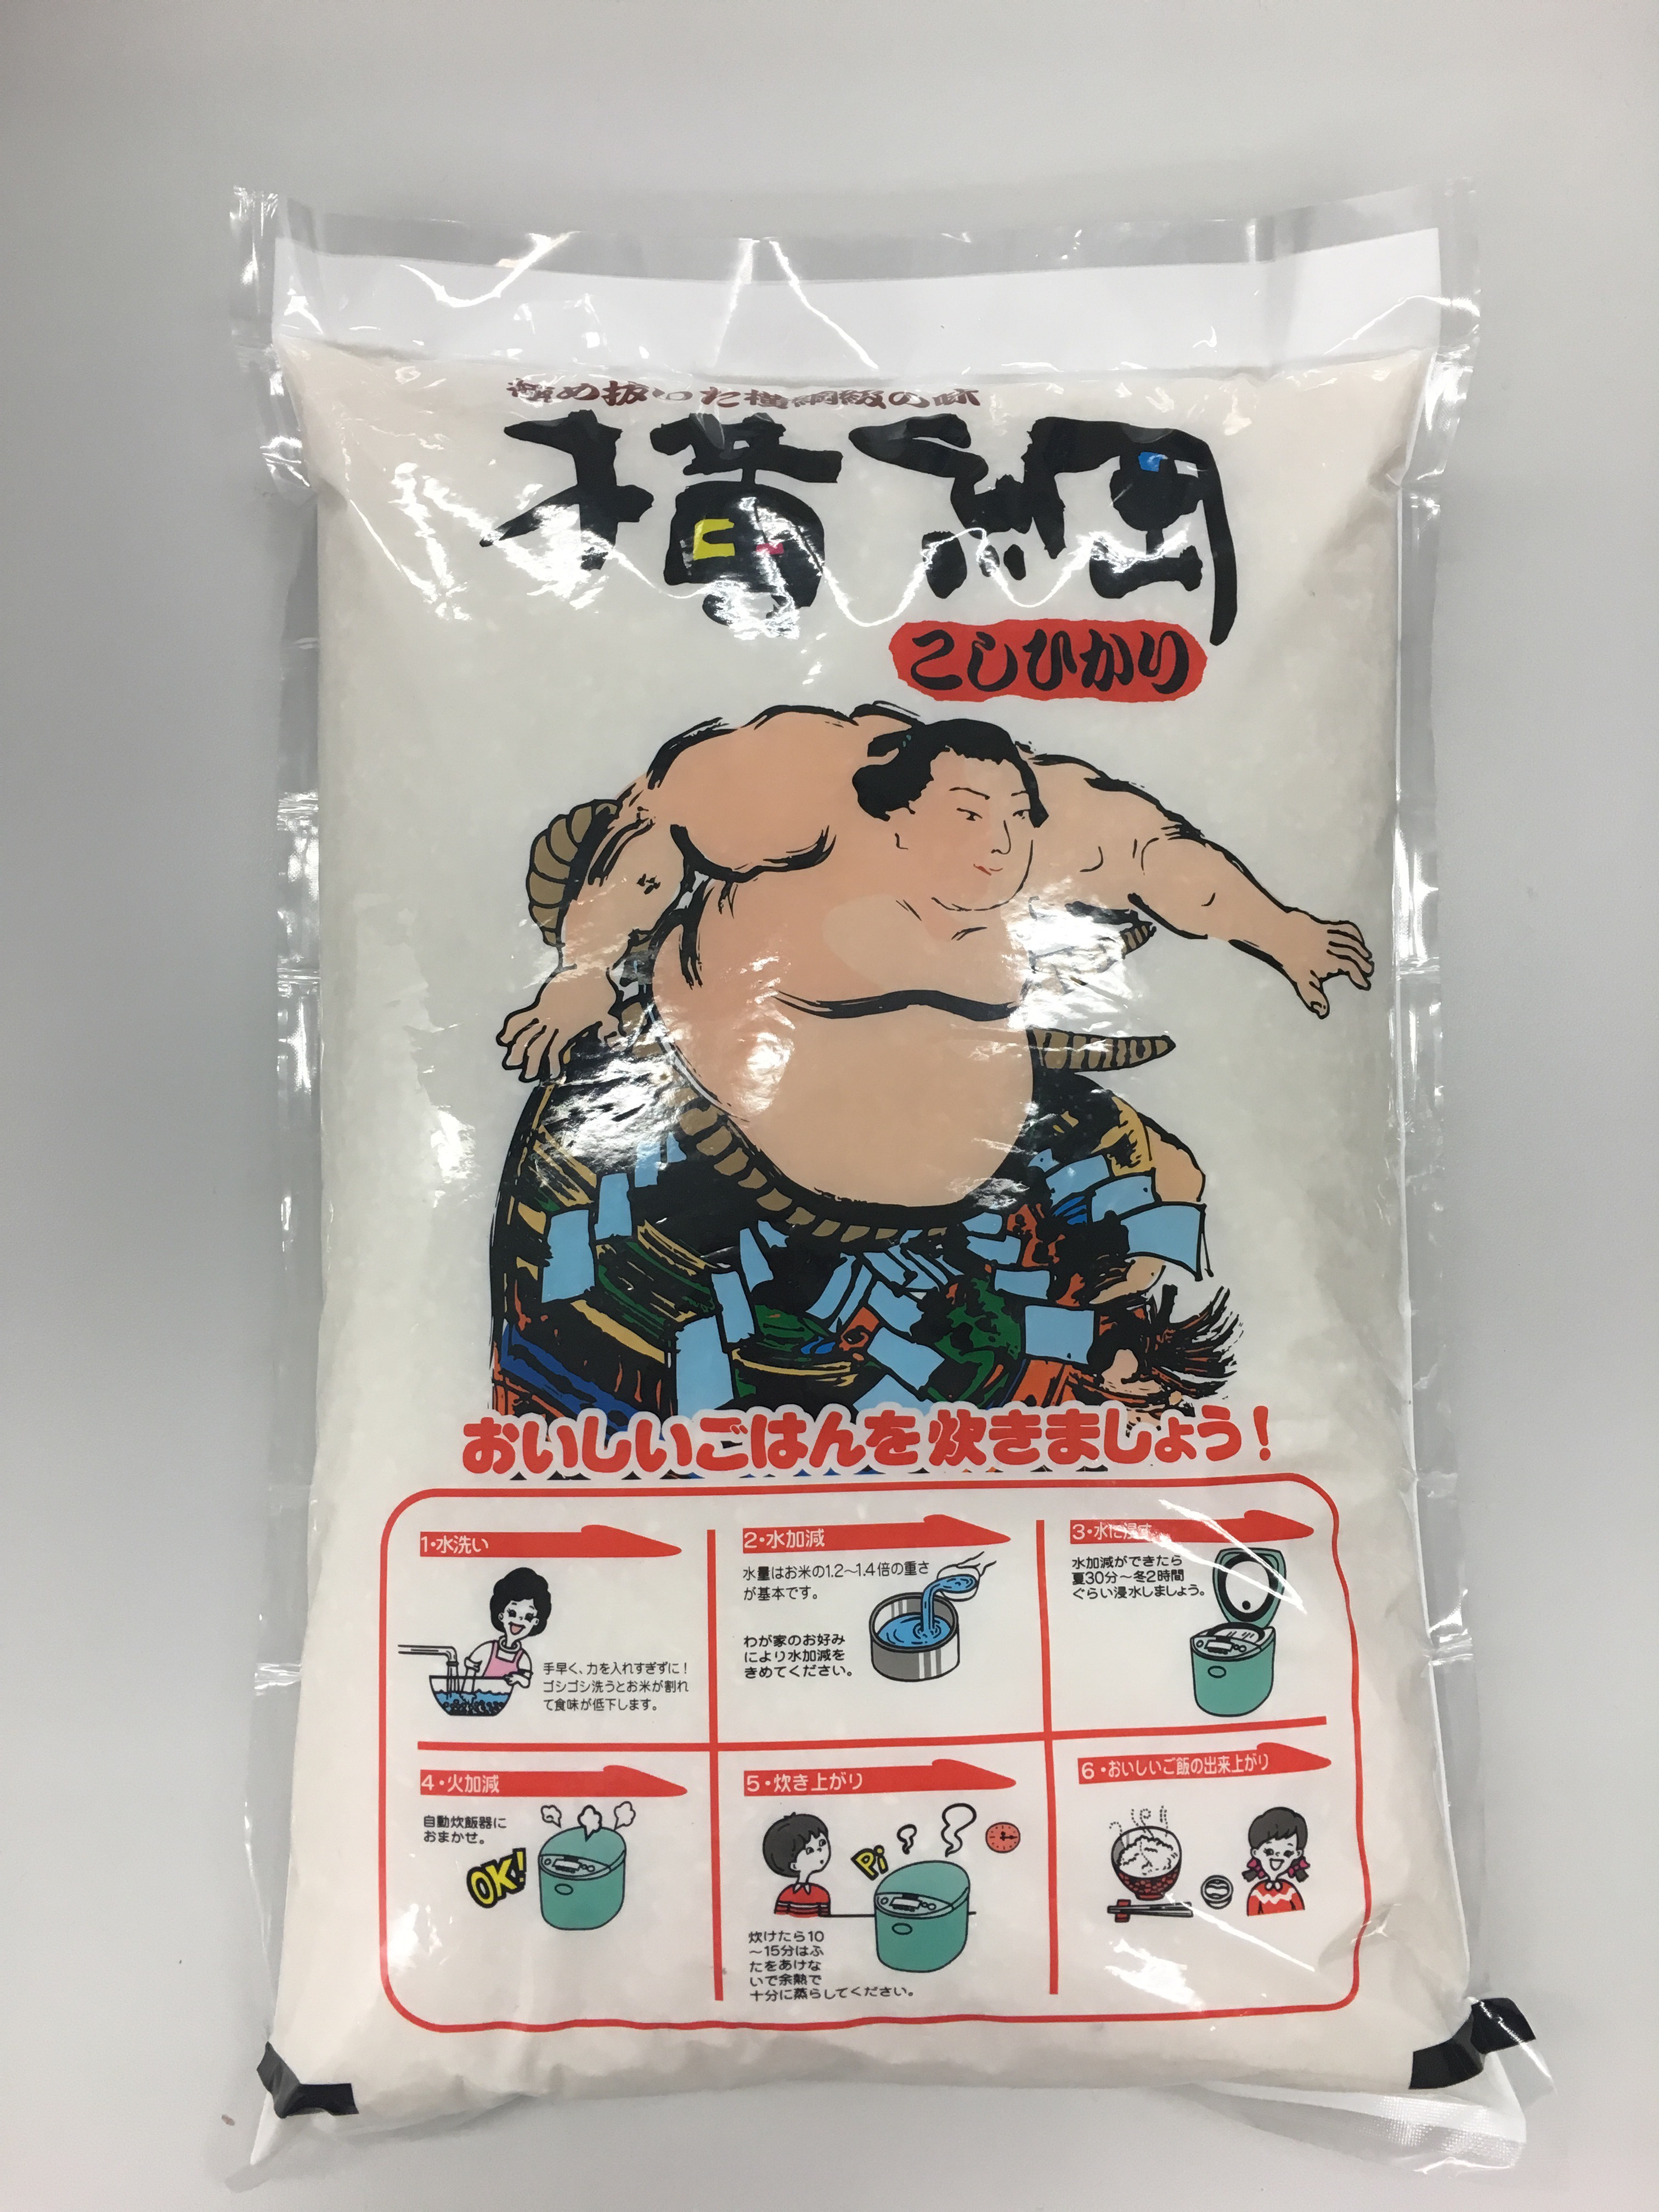 極め抜いた横綱級の味
横綱
こしひかり
おいしいごはんを炊きましょう!
1・水洗い
手早く、力を入れすぎずに!
ゴシゴシ洗うとお米が割れ
て食味が低下します。
2・水加減
水量はお米の1.2〜1.4倍の重さ
が基本です。
わが家のお好み
により水加減を
きめてください。
3・水に浸す
水加減ができたら
夏30分〜冬2時間
ぐらい浸水しましょう。
4・火加減
自動炊飯器に
おまかせ。
OK!
5・炊き上がり
Pi
炊けたら10
〜15分はふ
たをあけな
いで余熱で
十分に蒸らしてください。
6・おいしいご飯の出来上がり